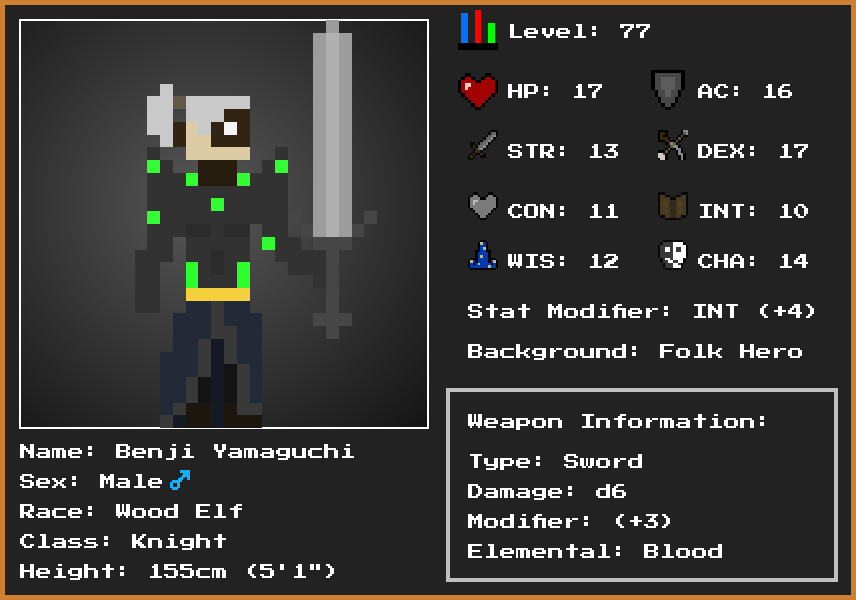 Level: 77
HP: 17
AC: 16
STR: 13
DEX: 17
CON: 11
INT: 10
WIS: 12
CHA: 14
Stat Modifier: INT (+4)
Background: Folk Hero
Weapon Information:
Type: Sword
Damage: d6
Modifier: (+3)
Elemental: Blood
Name: Benji Yamaguchi
Sex: Male ♂
Race: Wood Elf
Class: Knight
Height: 155cm (5'1")